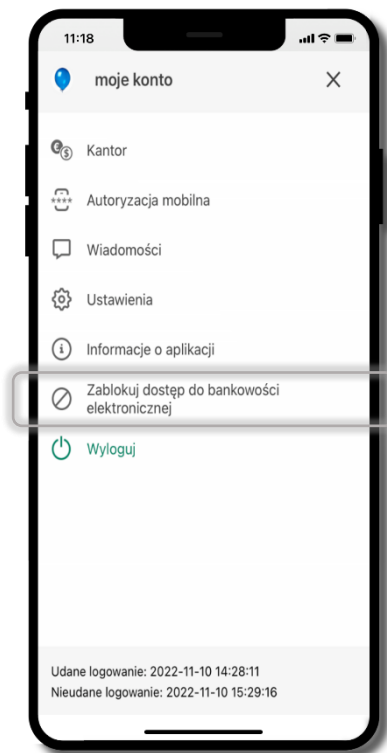 11:18
moje konto
Kantor
Autoryzacja mobilna
Wiadomości
Ustawienia
Informacje o aplikacji
Zablokuj dostęp do bankowości
elektronicznej
Wyloguj
Udane logowanie: 2022-11-10 14:28:11
Nieudane logowanie: 2022-11-10 15:29:16